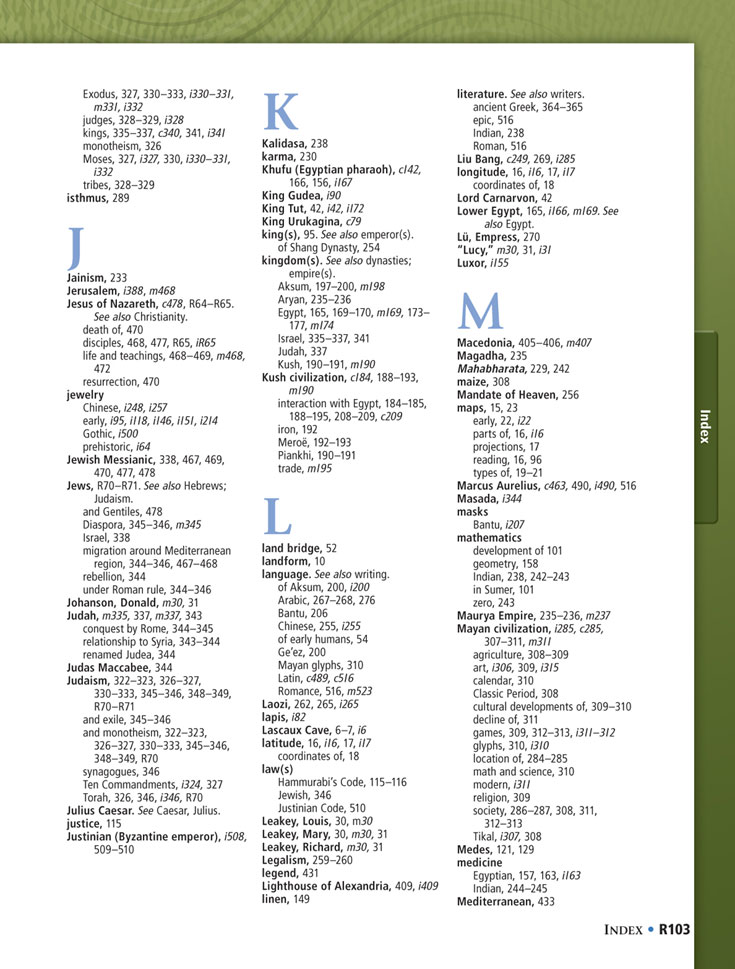 Exodus, 327, 330–333, i330–331,
m331, i332
judges, 328–329, i328
kings, 335–337, c340, 341, i341
monotheism, 326
Moses, 327, i327, 330, i330–331,
i332
tribes, 328–329
isthmus, 289
J
Jainism, 233
Jerusalem, i388, m468
Jesus of Nazareth, c478, R64–R65.
See also Christianity.
death of, 470
disciples, 468, 477, R65, iR65
life and teachings, 468–469, m468,
472
resurrection, 470
jewelry
Chinese, i248, i257
early, i95, i118, i146, i151, i214
Gothic, i500
prehistoric, i64
Jewish Messianic, 338, 467, 469,
470, 477, 478
Jews, R70–R71. See also Hebrews;
Judaism.
and Gentiles, 478
Diaspora, 345–346, m345
Israel, 338
migration around Mediterranean
region, 344–346, 467–468
rebellion, 344
under Roman rule, 344–346
Johanson, Donald, m30, 31
Judah, m335, 337, m337, 343
conquest by Rome, 344–345
relationship to Syria, 343–344
renamed Judea, 344
Judas Maccabee, 344
Judaism, 322–323, 326–327,
330–333, 345–346, 348–349,
R70–R71
and exile, 345–346
and monotheism, 322–323,
326–327, 330–333, 345–346,
348–349, R70
synagogues, 346
Ten Commandments, i324, 327
Torah, 326, 346, i346, R70
Julius Caesar. See Caesar, Julius.
justice, 115
Justinian (Byzantine emperor), i508,
509–510
K
Kalidasa, 238
karma, 230
Khufu (Egyptian pharaoh), c142,
166, 156, i167
King Gudea, i90
King Tut, 42, i42, i172
King Urukagina, c79
king(s), 95. See also emperor(s).
of Shang Dynasty, 254
kingdom(s). See also dynasties;
empire(s).
Aksum, 197–200, m198
Aryan, 235–236
Egypt, 165, 169–170, m169, 173–
177, m174
Israel, 335–337, 341
Judah, 337
Kush, 190–191, m190
Kush civilization, c184, 188–193,
m190
interaction with Egypt, 184–185,
188–195, 208–209, c209
iron, 192
Meroë, 192–193
Piankhi, 190–191
trade, m195
L
land bridge, 52
landform, 10
language. See also writing.
of Aksum, 200, i200
Arabic, 267–268, 276
Bantu, 206
Chinese, 255, i255
of early humans, 54
Ge'ez, 200
Mayan glyphs, 310
Latin, c489, c516
Romance, 516, m523
Laozi, 262, 265, i265
lapis, i82
Lascaux Cave, 6–7, i6
latitude, 16, i16, 17, i17
coordinates of, 18
law(s)
Hammurabi's Code, 115–116
Jewish, 346
Justinian Code, 510
Leakey, Louis, 30, m30
Leakey, Mary, 30, m30, 31
Leakey, Richard, m30, 31
Legalism, 259–260
legend, 431
Lighthouse of Alexandria, 409, i409
linen, 149
literature. See also writers.
ancient Greek, 364–365
epic, 516
Indian, 238
Roman, 516
Liu Bang, c249, 269, i285
longitude, 16, i16, 17, i17
coordinates of, 18
Lord Carnarvon, 42
Lower Egypt, 165, i166, m169. See
also Egypt.
Lü, Empress, 270
“Lucy,” m30, 31, i31
Luxor, i155
M
Macedonia, 405–406, m407
Magadha, 235
Mahabharata, 229, 242
maize, 308
Mandate of Heaven, 256
maps, 15, 23
early, 22, i22
parts of, 16, i16
projections, 17
reading, 16, 96
types of, 19–21
Marcus Aurelius, c463, 490, i490, 516
Masada, i344
masks
Bantu, i207
mathematics
development of 101
geometry, 158
Indian, 238, 242–243
in Sumer, 101
zero, 243
Maurya Empire, 235–236, m237
Mayan civilization, i285, c285,
307–311, m311
agriculture, 308–309
art, i306, 309, i315
calendar, 310
Classic Period, 308
cultural developments of, 309–310
decline of, 311
games, 309, 312–313, i311–312
glyphs, 310, i310
location of, 284–285
math and science, 310
modern, i311
religion, 309
society, 286–287, 308, 311,
312–313
Tikal, i307, 308
Medes, 121, 129
medicine
Egyptian, 157, 163, i163
Indian, 244–245
Mediterranean, 433
Index
INDEX • R103